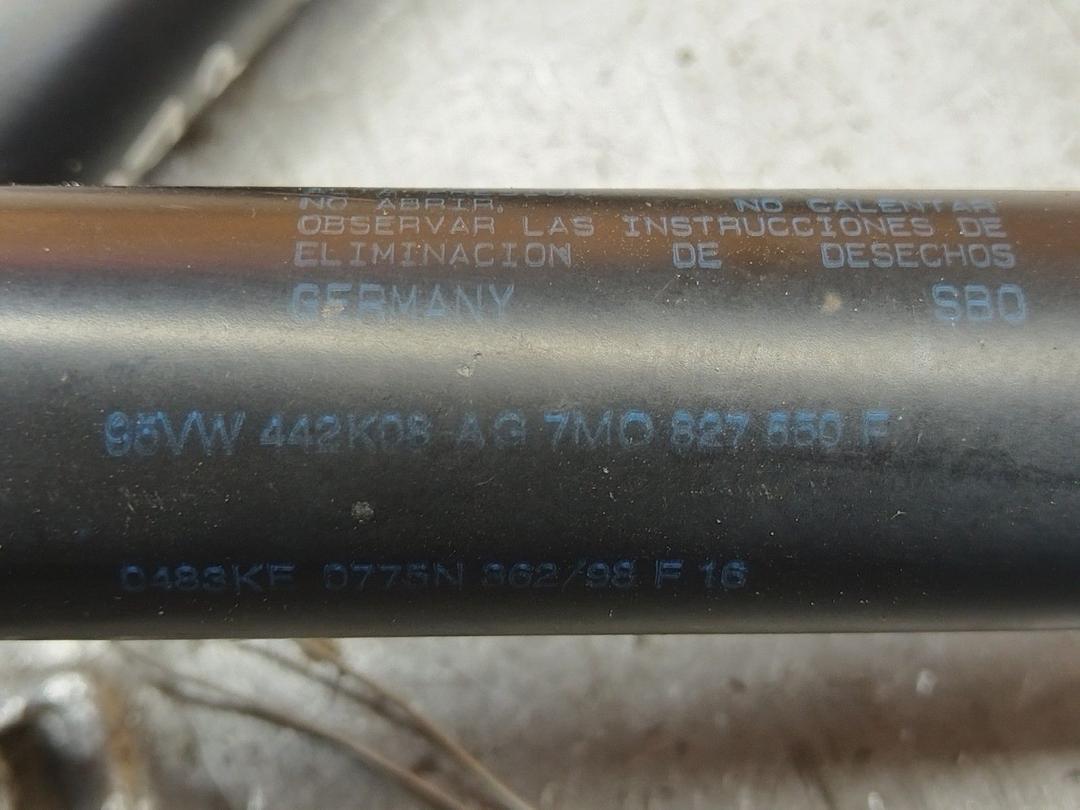 NO ABRIR. NO CALENTAR
OBSERVAR LAS INSTRUCCIONES DE
ELIMINACION DE DESECHOS
GERMANY SBQ
95VW 442K08 AG 7M0 827 550 F
0483KF 0775N 362/98 F 16